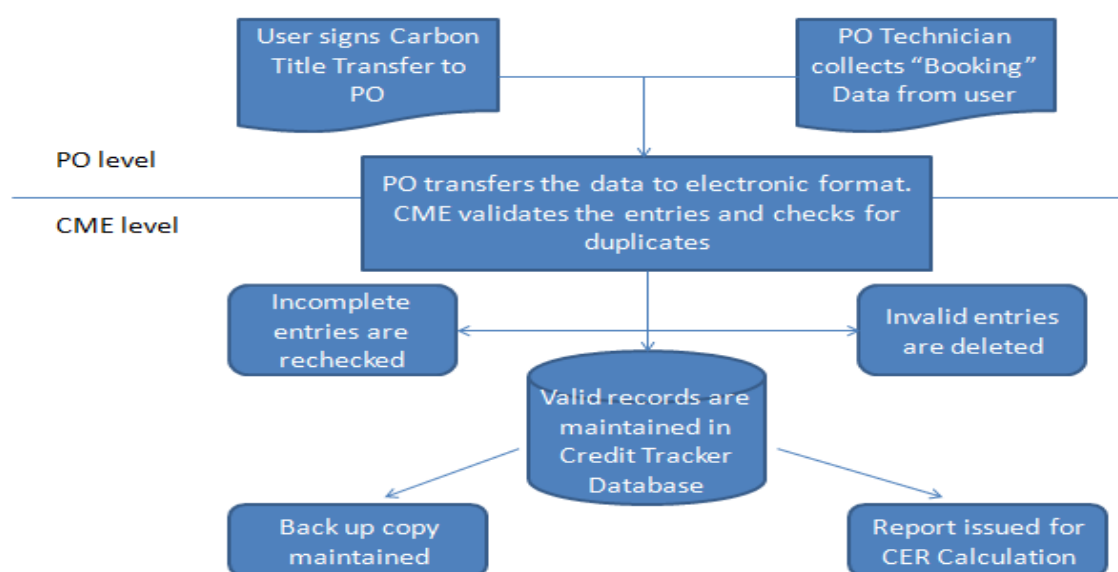 User signs Carbon
Title Transfer to
PO
PO Technician
collects “Booking”
Data from user
PO level
PO transfers the data to electronic format.
CME validates the entries and checks for
duplicates
CME level
Incomplete
entries are
rechecked
Invalid entries
are deleted
Valid records are
maintained in
Credit Tracker
Database
Back up copy
maintained
Report issued for
CER Calculation